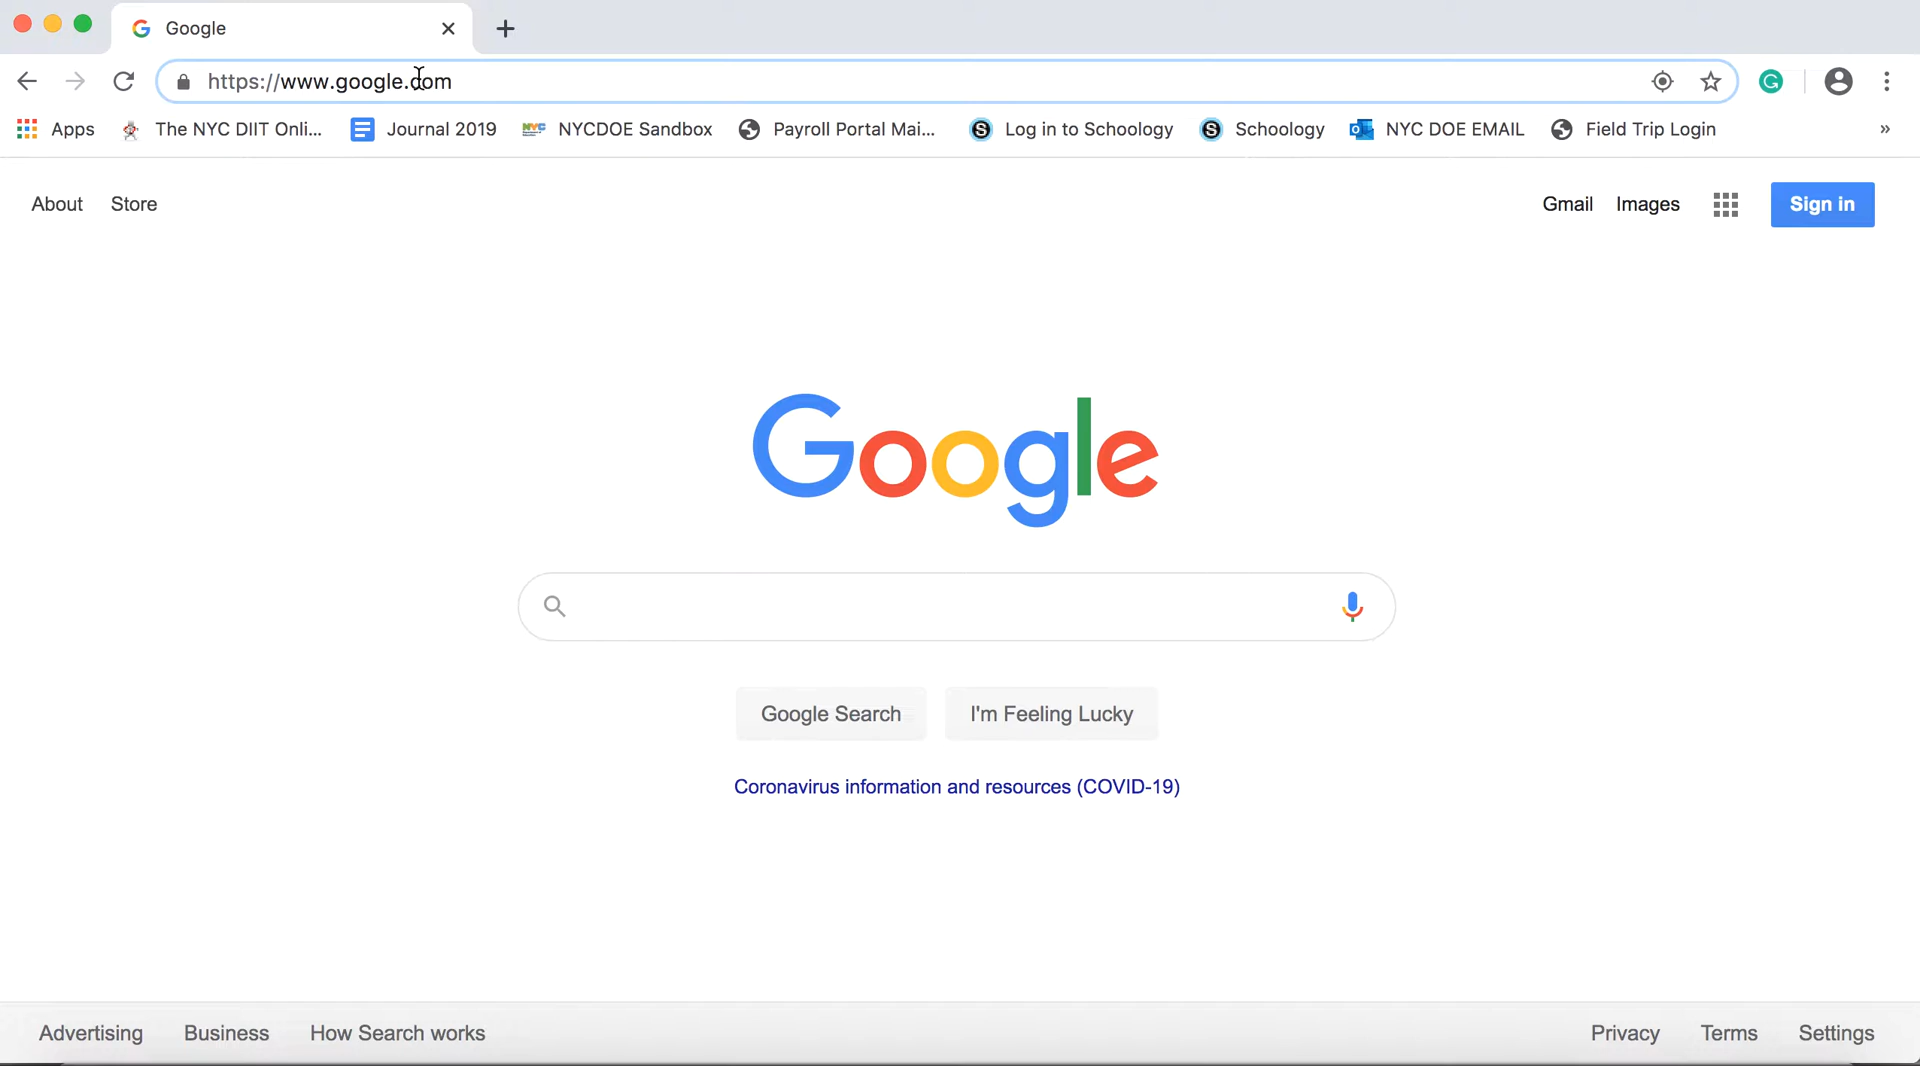 Google
https://www.google.com
Apps The NYC DIIT Onli... Journal 2019 NYCDOE Sandbox Payroll Portal Mai... Log in to Schoology Schoology NYC DOE EMAIL Field Trip Login »
About Store Gmail Images Sign in
Google
Google Search I'm Feeling Lucky
Coronavirus information and resources (COVID-19)
Advertising Business How Search works Privacy Terms Settings